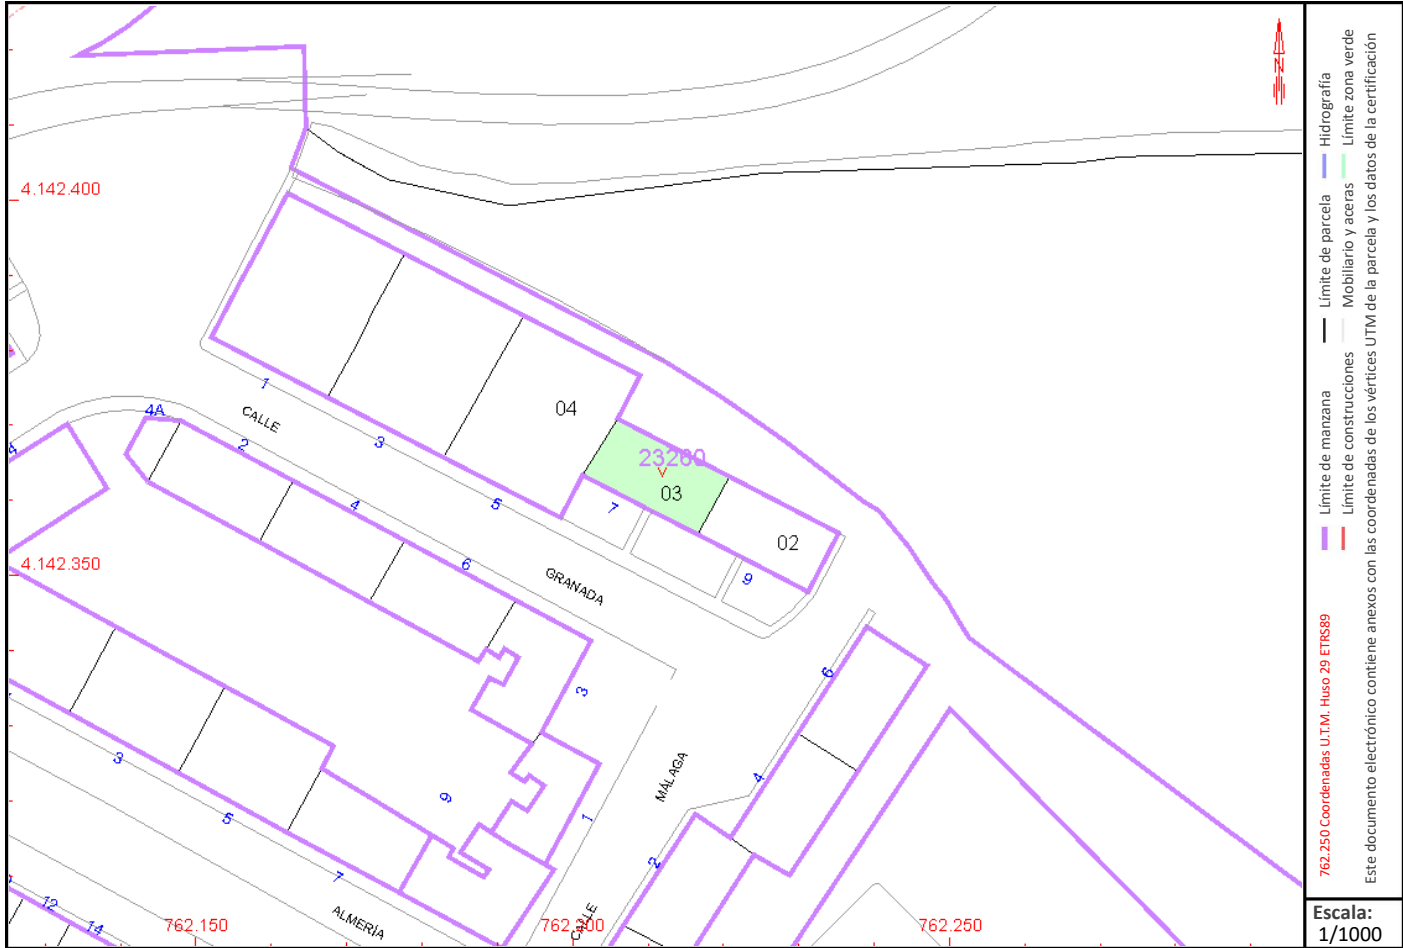 N
4.142.400
04
1
CALLE
4A
2
3
4
23260
03
7
5
4
02
9
6
GRANADA
4.142.350
3
6
MÁLAGA
4
3
9
5
1
2
7
12
14
ALMERÍA
CALLE
762.150
762.200
762.250
Hidrografía
Límite zona verde
Límite de parcela
Mobiliario y aceras
Límite de manzana
Límite de construcciones
762.250 Coordenadas U.T.M. Huso 29 ETRS89
Este documento electrónico contiene anexos con las coordenadas de los vértices UTM de la parcela y los datos de la certificación
Escala:
1/1000